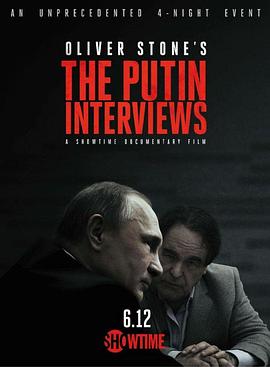 AN UNPRECEDENTED 4-NIGHT EVENT
OLIVER STONE'S
THE PUTIN
INTERVIEWS
A SHOWTIME DOCUMENTARY FILM
6.12
SHOWTIME